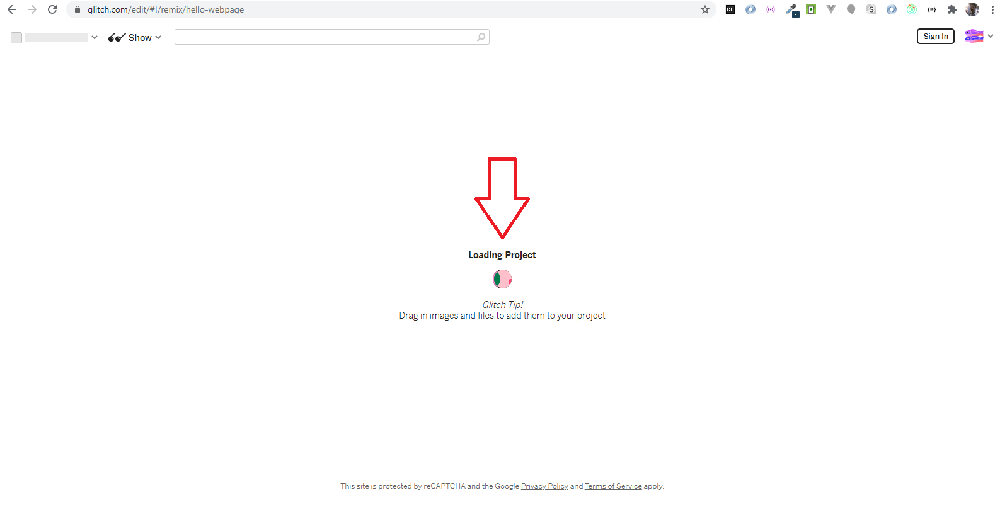 glitch.com/edit/#!/remix/hello-webpage
Cb
S
{≡}
Show
Sign In
Loading Project
Glitch Tip!
Drag in images and files to add them to your project
This site is protected by reCAPTCHA and the Google Privacy Policy and Terms of Service apply.